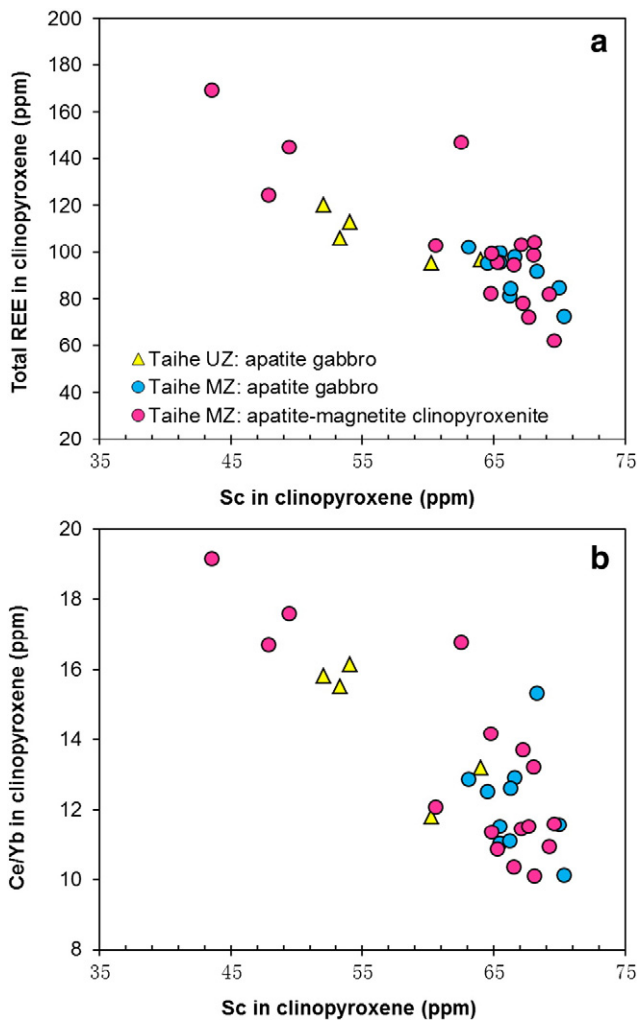 a
Total REE in clinopyroxene (ppm)
200
180
160
140
120
100
80
60
40
20
Taihe UZ: apatite gabbro
Taihe MZ: apatite gabbro
Taihe MZ: apatite-magnetite clinopyroxenite
35 45 55 65 75
Sc in clinopyroxene (ppm)
b
Ce/Yb in clinopyroxene (ppm)
20
18
16
14
12
10
8
35 45 55 65 75
Sc in clinopyroxene (ppm)